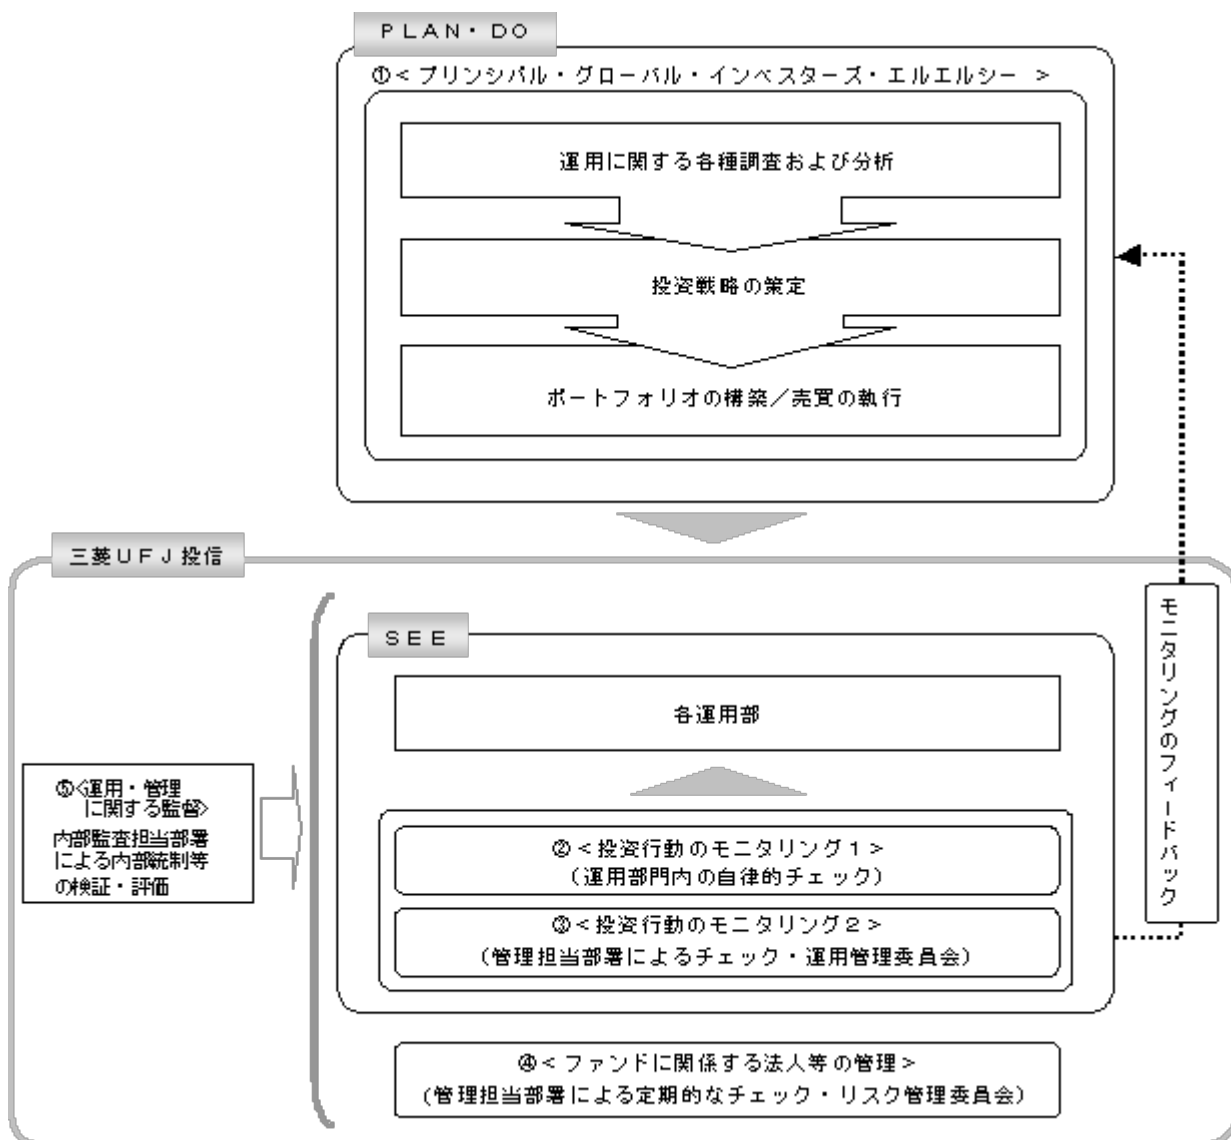 ＰＬＡＮ・ＤＯ
①＜プリンシパル・グローバル・インベスターズ・エルエルシー ＞
運用に関する各種調査および分析
投資戦略の策定
ポートフォリオの構築／売買の執行
三菱ＵＦＪ投信
ＳＥＥ
各運用部
モニタリングのフィードバック
⑤<運用・管理
に関する監督>
内部監査担当部署
による内部統制等
の検証・評価
②＜投資行動のモニタリング１＞
（運用部門内の自律的チェック）
③＜投資行動のモニタリング２＞
（管理担当部署によるチェック・運用管理委員会）
④＜ファンドに関係する法人等の管理＞
（管理担当部署による定期的なチェック・リスク管理委員会）